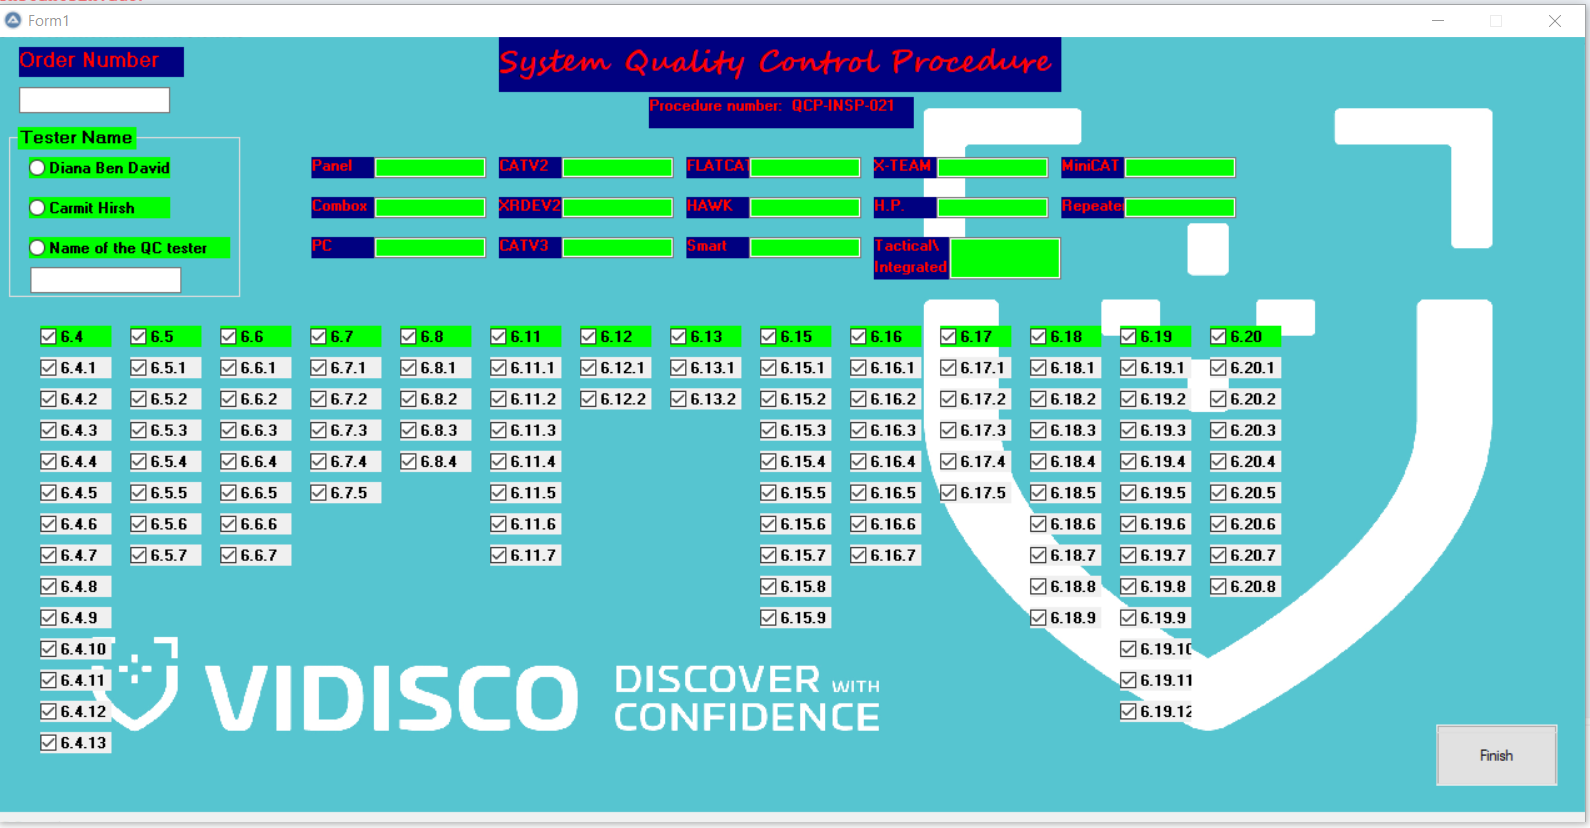 Form1
Order Number
System Quality Control Procedure
Procedure number: QCP-INSP-021
Tester Name
Diana Ben David
Carmit Hirsh
Name of the QC tester
Panel CATV2 FLATCAT X-TEAM MiniCAT
Combox XRDEV2 HAWK H.P. Repeate
PC CATV3 Smart Tactical\
Integrated
6.4 6.5 6.6 6.7 6.8 6.11 6.12 6.13 6.15 6.16 6.17 6.18 6.19 6.20
6.4.1 6.5.1 6.6.1 6.7.1 6.8.1 6.11.1 6.12.1 6.13.1 6.15.1 6.16.1 6.17.1 6.18.1 6.19.1 6.20.1
6.4.2 6.5.2 6.6.2 6.7.2 6.8.2 6.11.2 6.12.2 6.13.2 6.15.2 6.16.2 6.17.2 6.18.2 6.19.2 6.20.2
6.4.3 6.5.3 6.6.3 6.7.3 6.8.3 6.11.3 6.15.3 6.16.3 6.17.3 6.18.3 6.19.3 6.20.3
6.4.4 6.5.4 6.6.4 6.7.4 6.8.4 6.11.4 6.15.4 6.16.4 6.17.4 6.18.4 6.19.4 6.20.4
6.4.5 6.5.5 6.6.5 6.7.5 6.11.5 6.15.5 6.16.5 6.17.5 6.18.5 6.19.5 6.20.5
6.4.6 6.5.6 6.6.6 6.11.6 6.15.6 6.16.6 6.18.6 6.19.6 6.20.6
6.4.7 6.5.7 6.6.7 6.11.7 6.15.7 6.16.7 6.18.7 6.19.7 6.20.7
6.4.8 6.15.8 6.18.8 6.19.8 6.20.8
6.4.9 6.15.9 6.18.9 6.19.9
6.4.10 6.19.10
6.4.11 6.19.11
6.4.12 6.19.12
6.4.13
VIDISCO DISCOVER WITH
CONFIDENCE
Finish